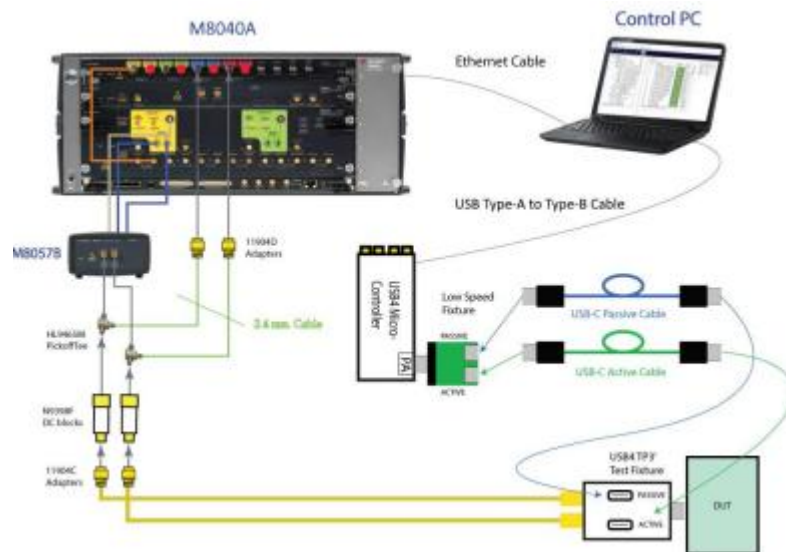 M8040A
Control PC
Ethernet Cable
USB Type-A to Type-B Cable
M8057B
11904D
Adapters
USB4 Micro-
Controller
PA
Low Speed
Fixture
PASSIVE
ACTIVE
USB-C Passive Cable
USB-C Active Cable
PickoffTee
2.4 mm. Cable
N9398F
DC blocks
11904C
Adapters
USB4 TP3'
Test Fixture
PASSIVE
ACTIVE
DUT